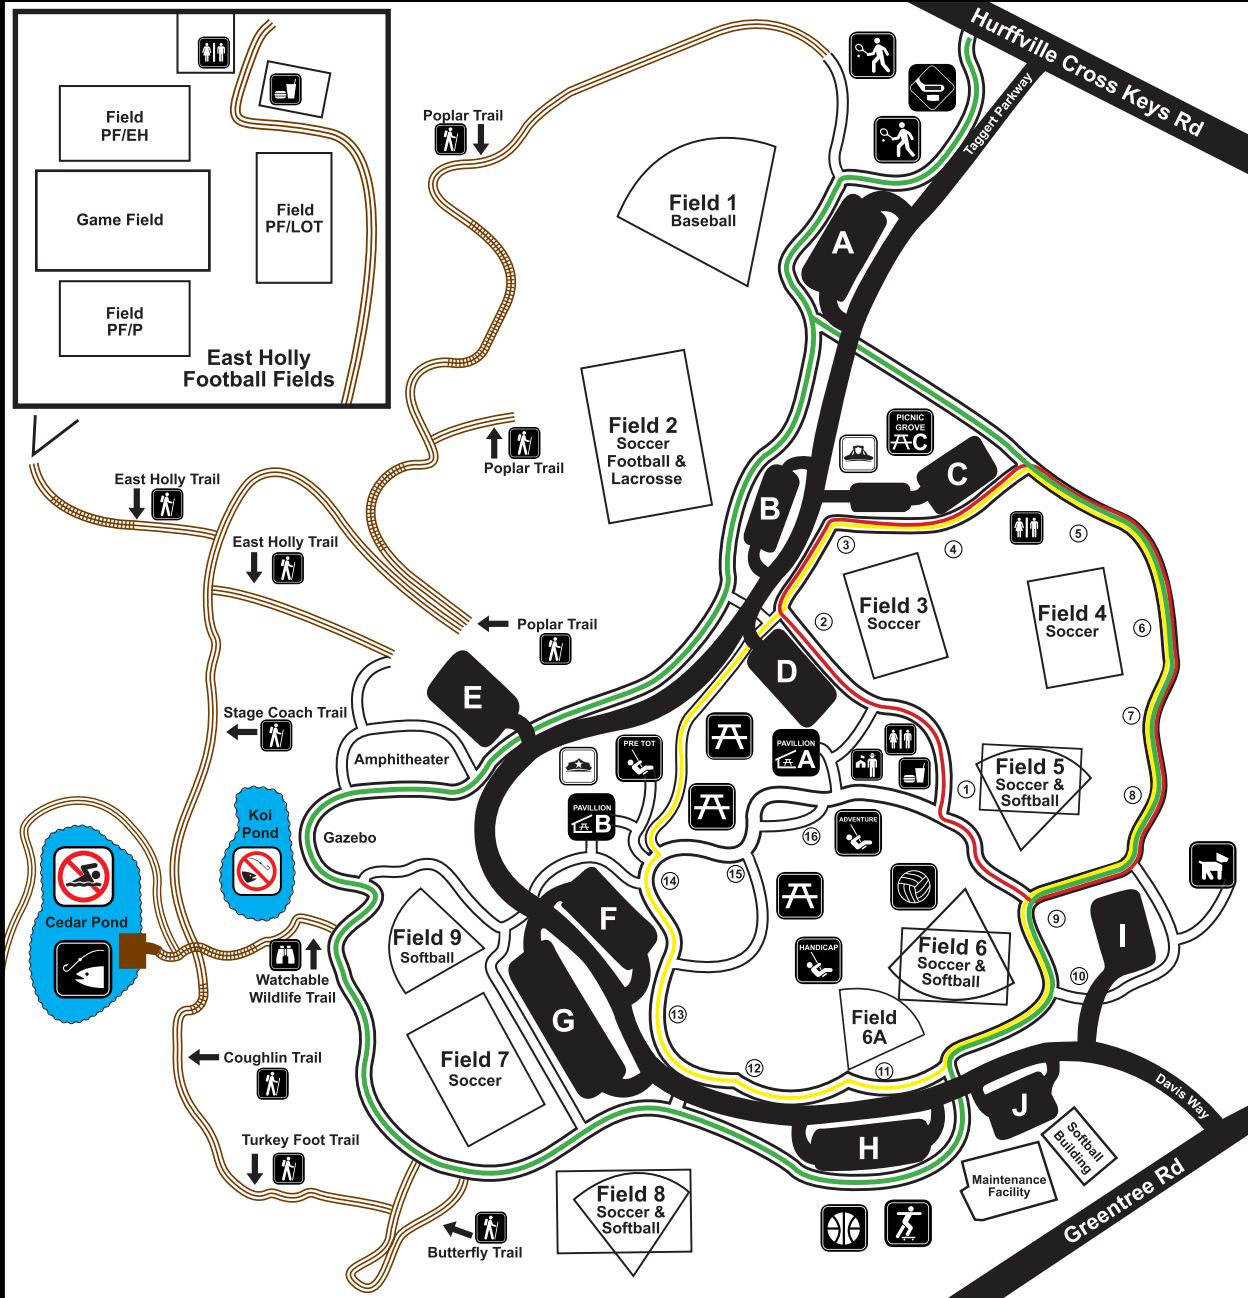 Hurffville Cross Keys Rd
Taggert Parkway
Field
PF/EH
Game Field
Field
PF/LOT
Field
PF/P
East Holly
Football Fields
Poplar Trail
Field 1
Baseball
A
Field 2
Soccer
Football &
Lacrosse
PICNIC
GROVE
C
C
B
Poplar Trail
East Holly Trail
East Holly Trail
Poplar Trail
3
4
5
2
6
Field 3
Soccer
Field 4
Soccer
D
E
Stage Coach Trail
Amphitheater
PRE TOT
PAVILLION
A
7
Field 5
Soccer &
Softball
1
8
Koi
Pond
Gazebo
PAVILLION
B
ADVENTURE
16
15
14
Cedar Pond
Watchable
Wildlife Trail
Field 9
Softball
F
HANDICAP
Field 6
Soccer &
Softball
9
I
10
G
13
Field
6A
Coughlin Trail
Field 7
Soccer
12
11
J
Davis Way
H
Softball
Building
Maintenance
Facility
Greentree Rd
Turkey Foot Trail
Butterfly Trail
Field 8
Soccer &
Softball